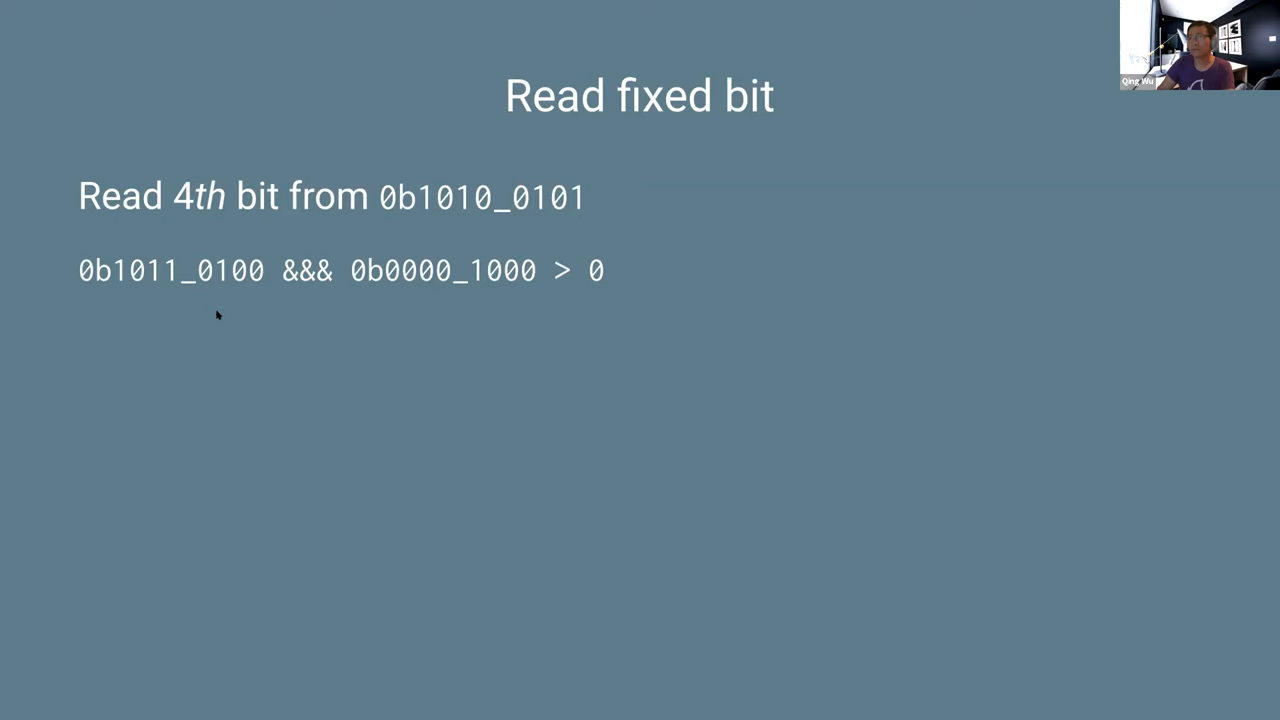 Read fixed bit
Read 4th bit from 0b1010_0101
0b1011_0100 &&& 0b0000_1000 > 0
Qing Wu